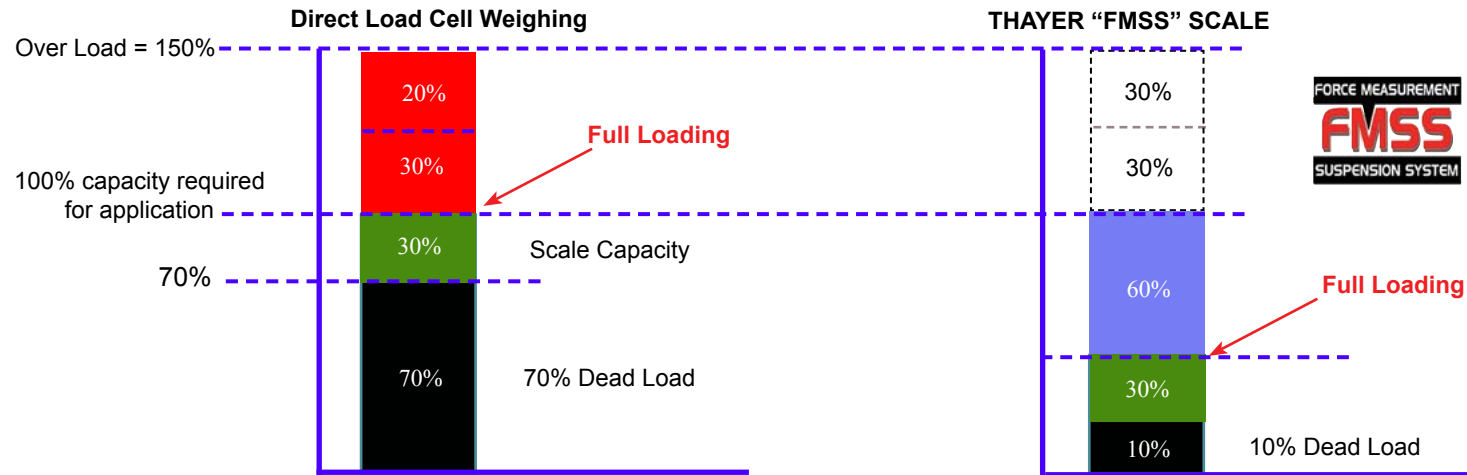 Direct Load Cell Weighing
Over Load = 150%
20%
30%
Full Loading
100% capacity required
for application
30%
Scale Capacity
70%
70%
70% Dead Load
THAYER “FMSS” SCALE
30%
30%
FORCE MEASUREMENT
FMSS
SUSPENSION SYSTEM
60%
Full Loading
30%
10%
10% Dead Load